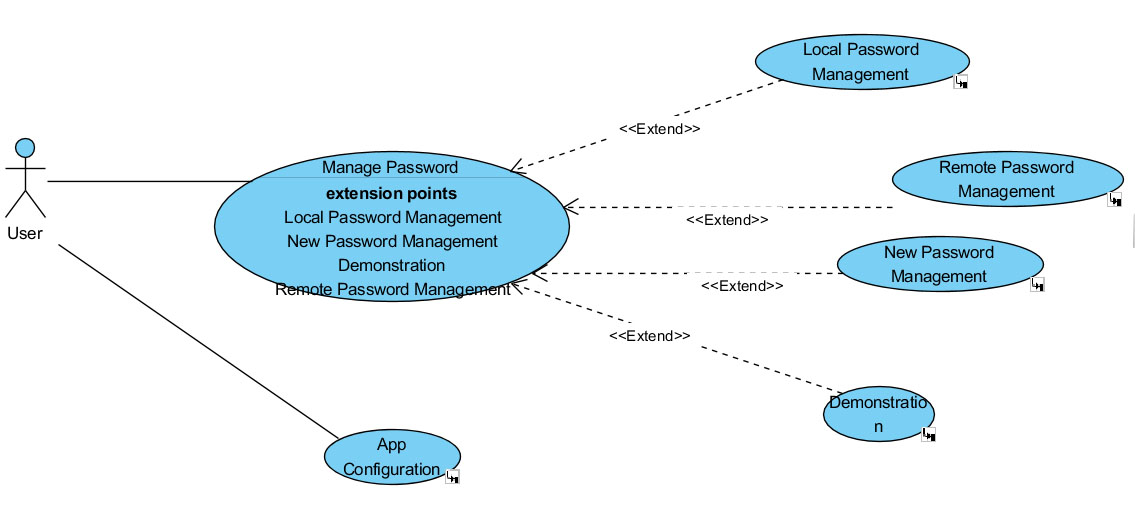 Local Password
Management
<<Extend>>
Manage Password
extension points
Local Password Management
New Password Management
Demonstration
Remote Password Management
User
Remote Password
Management
<<Extend>>
New Password
Management
<<Extend>>
<<Extend>>
Demonstratio
n
App
Configuration